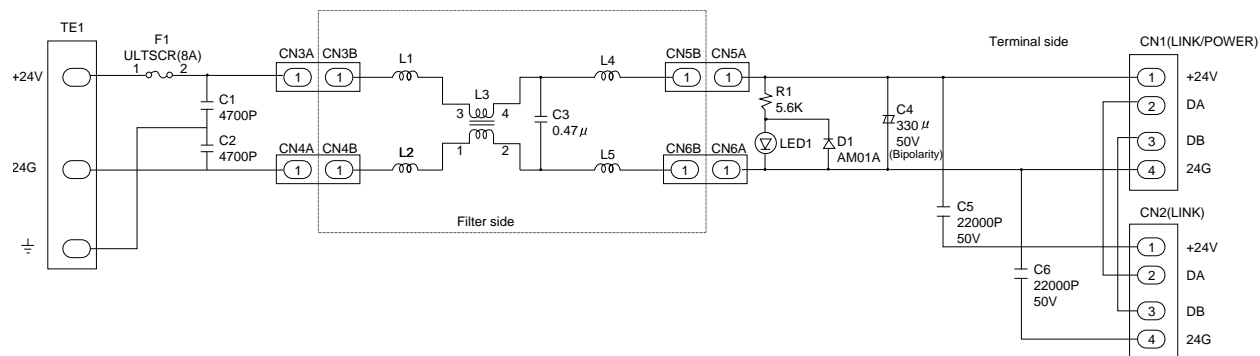 TE1
+24V
24G
F1
ULTSCR(8A)
1 2
C1
4700P
C2
4700P
CN3A CN3B
1 1
CN4A CN4B
1 1
L1
L2
L3
3 4
1 2
C3
0.47μ
L4
L5
Filter side
CN5B CN5A
1 1
CN6B CN6A
1 1
R1
5.6K
LED1
D1
AM01A
C4
330μ
50V
(Bipolarity)
Terminal side
C5
22000P
50V
C6
22000P
50V
CN1(LINK/POWER)
1 +24V
2 DA
3 DB
4 24G
CN2(LINK)
1 +24V
2 DA
3 DB
4 24G